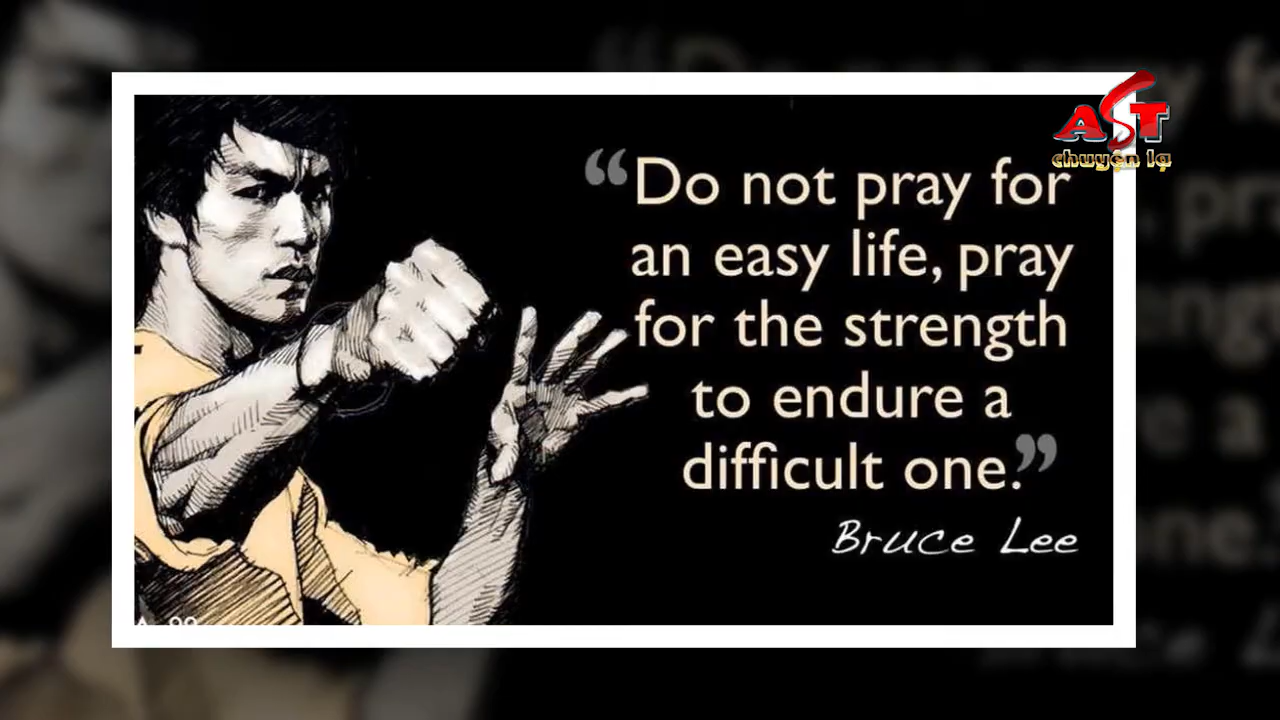 AST
chuyện lạ
“Do not pray for
an easy life, pray
for the strength
to endure a
difficult one.”
Bruce Lee